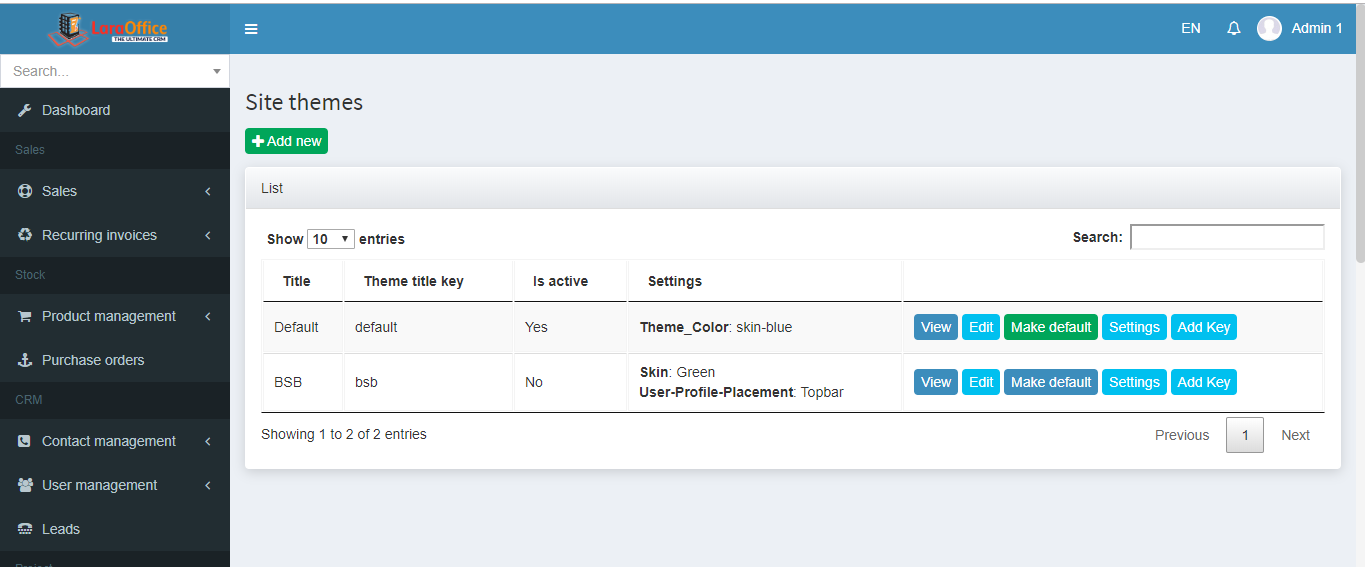 LaraOffice
THE ULTIMATE CRM
EN
Admin 1
Search...
Dashboard
Sales
Sales
Recurring invoices
Stock
Product management
Purchase orders
CRM
Contact management
User management
Leads
Project
Site themes
Add new
List
Show 10 entries
Search:
Title Theme title key Is active Settings
Default default Yes Theme_Color: skin-blue View Edit Make default Settings Add Key
BSB bsb No Skin: Green
User-Profile-Placement: Topbar
View Edit Make default Settings Add Key
Showing 1 to 2 of 2 entries
Previous 1 Next